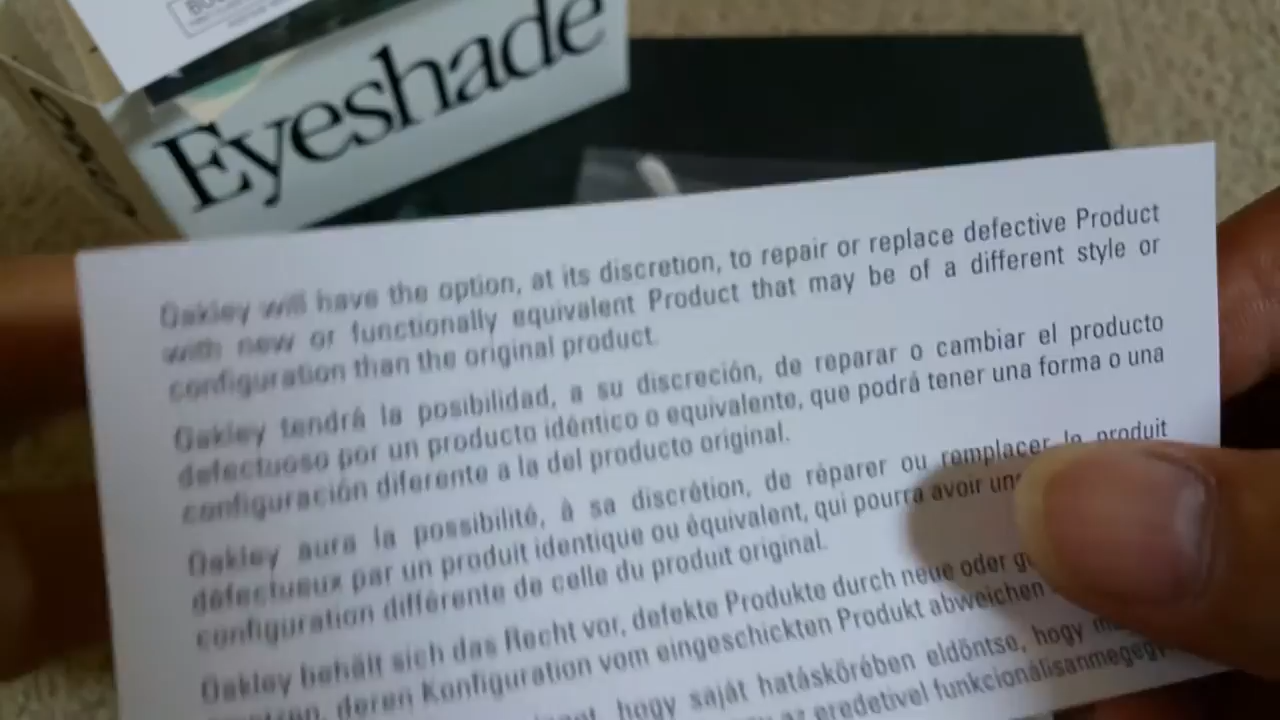 Eyeshade
Oakley will have the option, at its discretion, to repair or replace defective Product
with new or functionally equivalent Product that may be of a different style or
configuration than the original product.
Oakley tendrá la posibilidad, a su discreción, de reparar o cambiar el producto
defectuoso por un producto idéntico o equivalente, que podrá tener una forma o una
configuración diferente a la del producto original.
Oakley aura la possibilité, à sa discrétion, de réparer ou remplacer le produit
défectueux par un produit identique ou équivalent, qui pourra avoir une
configuration différente de celle du produit original.
Oakley behält sich das Recht vor, defekte Produkte durch neue oder
deren Konfiguration vom eingeschickten Produkt abweichen
hogy saját hatáskörében eldöntse, hogy
az eredetivel